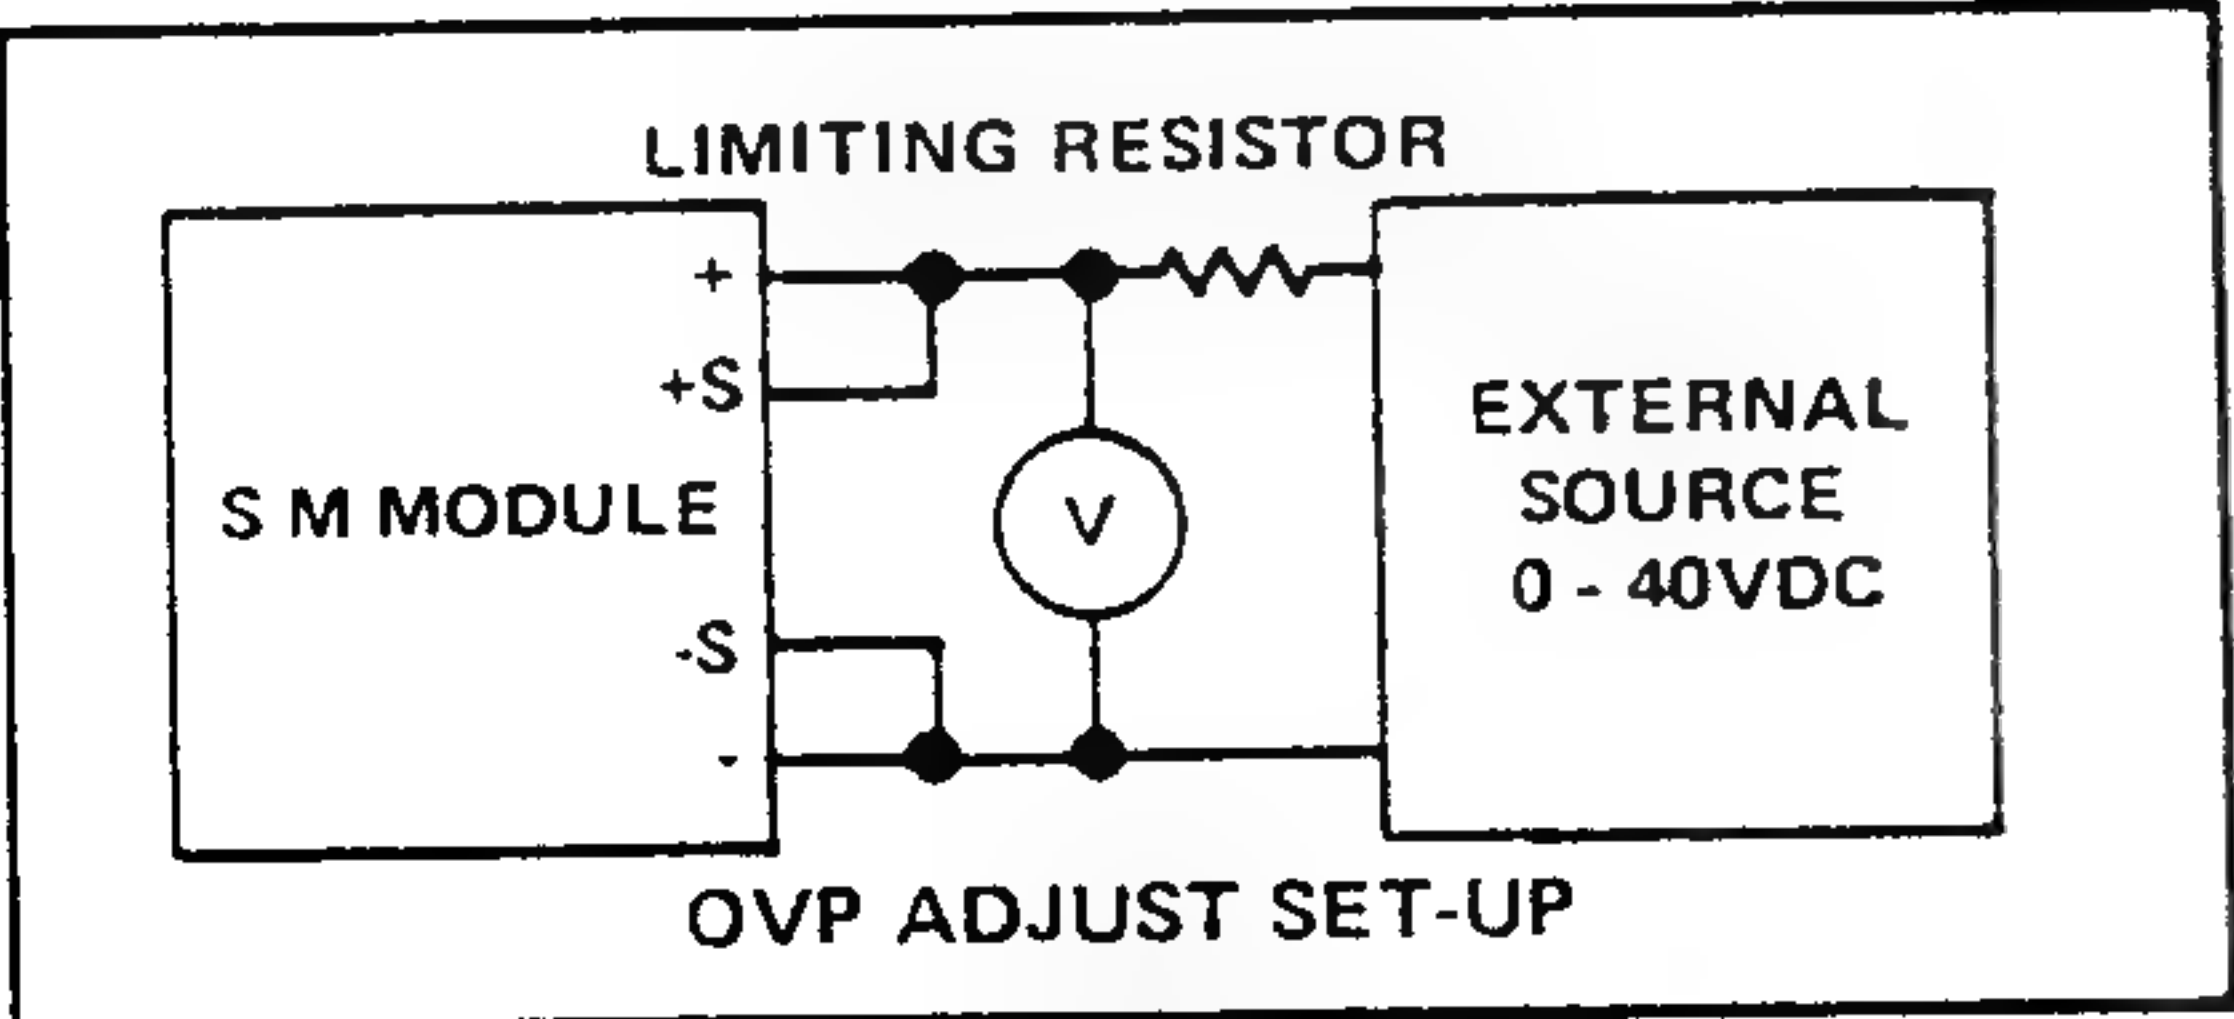 LIMITING RESISTOR
+
+S
S M MODULE
-S
-
V
EXTERNAL
SOURCE
0 - 40VDC
OVP ADJUST SET-UP